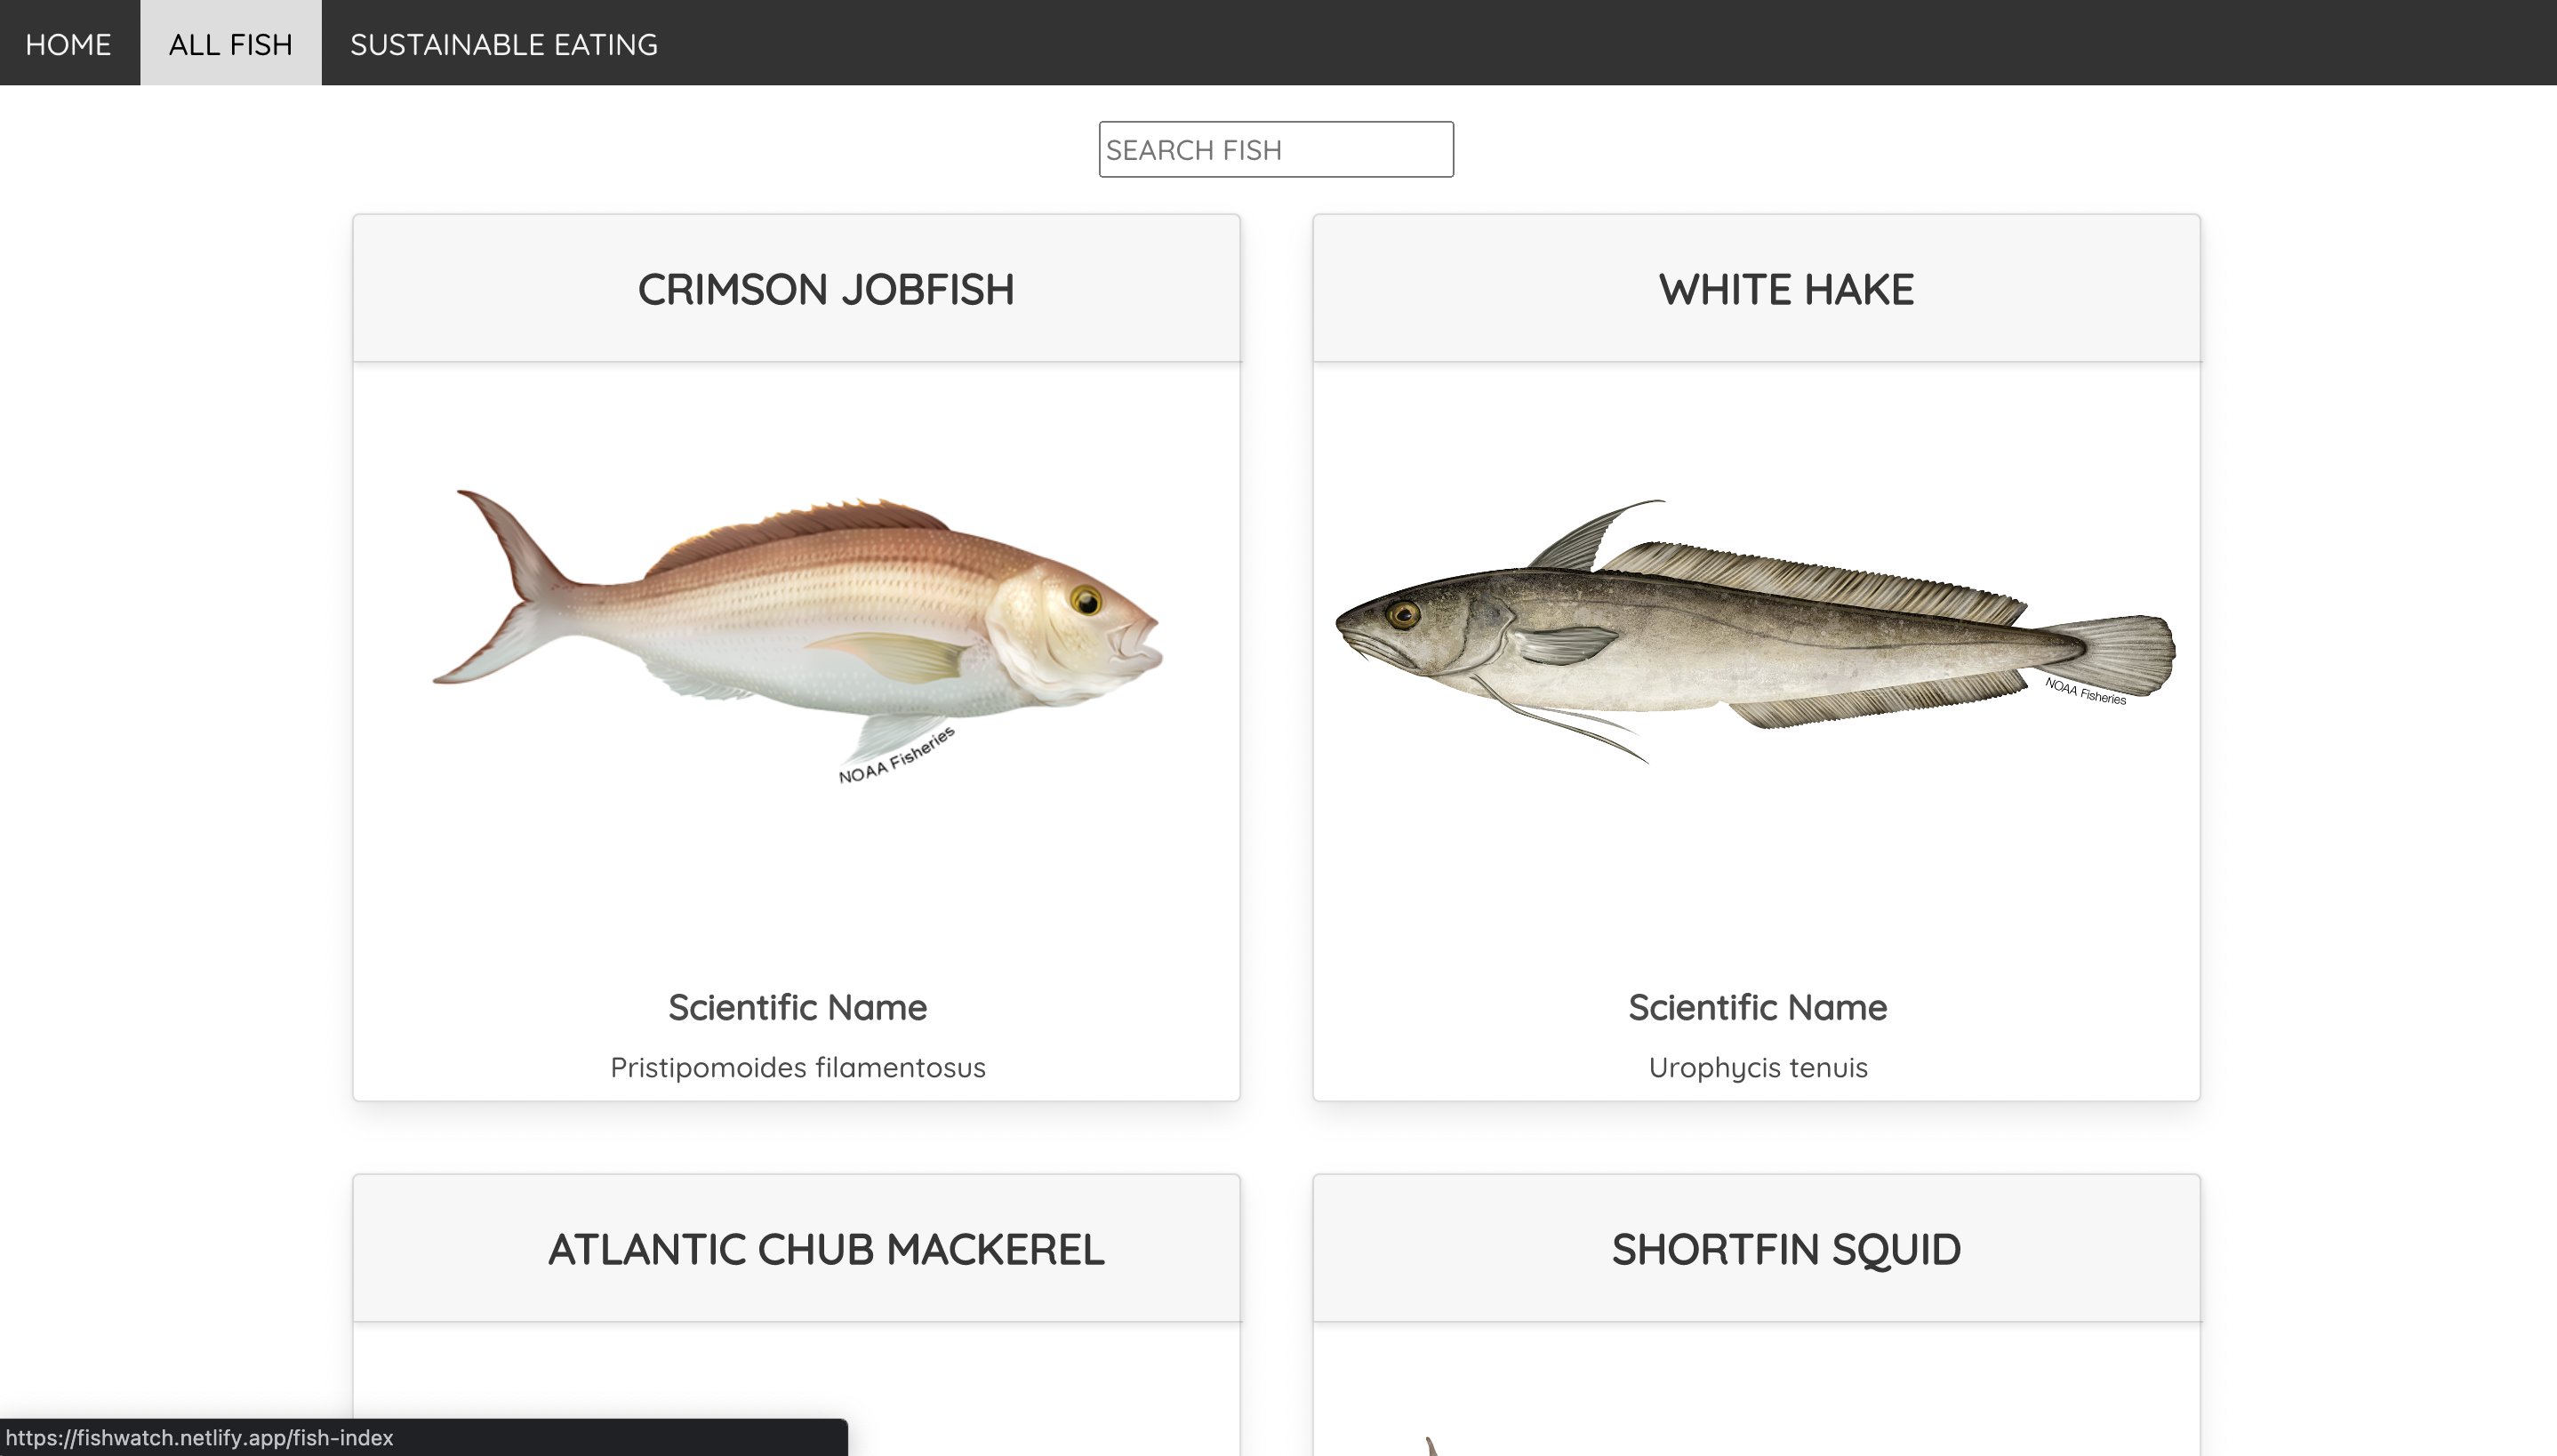 HOME ALL FISH SUSTAINABLE EATING
SEARCH FISH
CRIMSON JOBFISH
NOAA Fisheries
Scientific Name
Pristipomoides filamentosus
WHITE HAKE
NOAA Fisheries
Scientific Name
Urophycis tenuis
ATLANTIC CHUB MACKEREL
SHORTFIN SQUID
https://fishwatch.netlify.app/fish-index